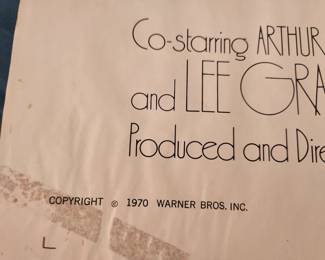 Co-starring ARTHUR
and LEE GRA
Produced and Dire
COPYRIGHT © 1970 WARNER BROS. INC.
L